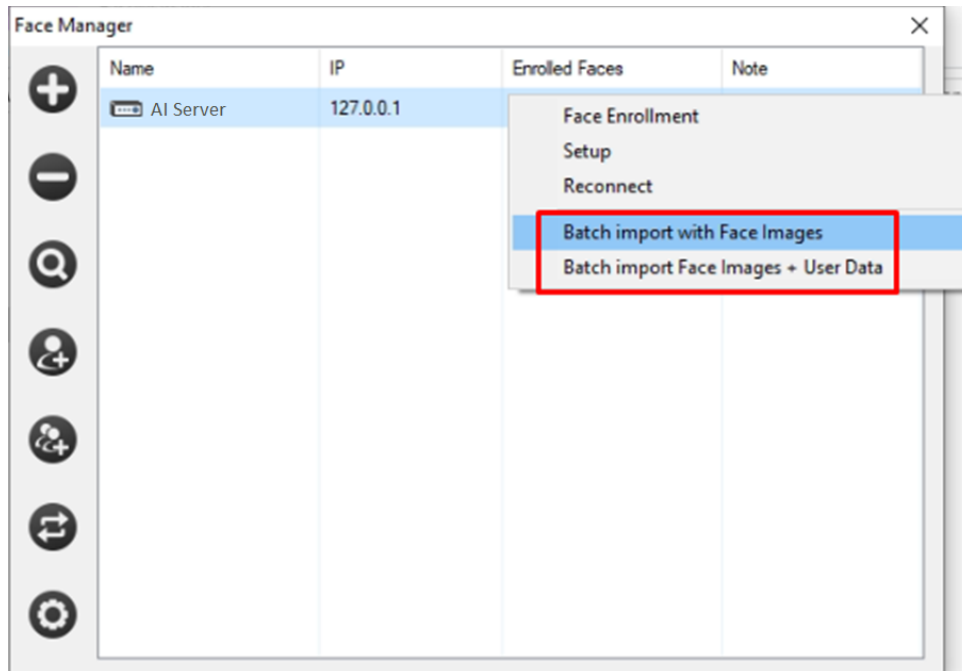 Face Manager
Name IP Enrolled Faces Note
AI Server 127.0.0.1
Face Enrollment
Setup
Reconnect
Batch import with Face Images
Batch import Face Images + User Data